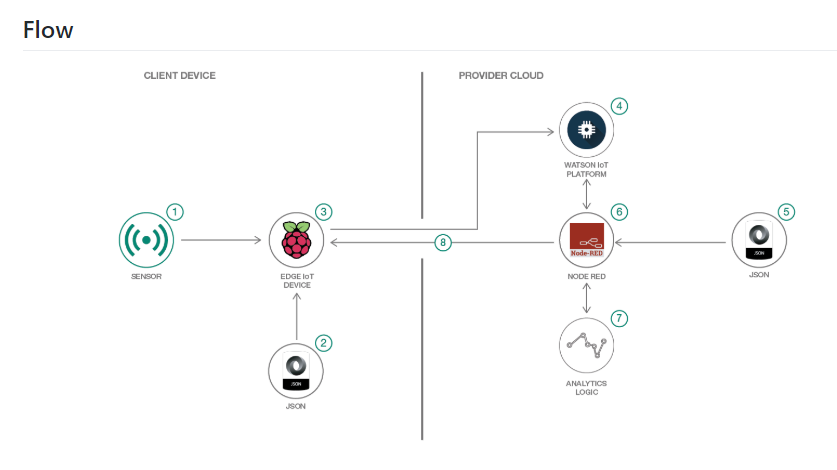 Flow
CLIENT DEVICE
PROVIDER CLOUD
4
WATSON IoT
PLATFORM
1
3
6
5
SENSOR
EDGE IoT
DEVICE
8
Node-RED
NODE RED
JSON
JSON
2
7
JSON
JSON
ANALYTICS
LOGIC